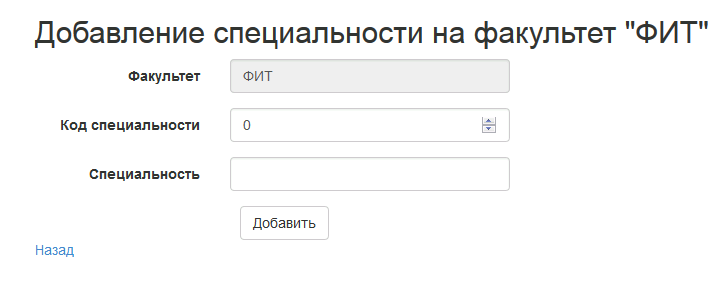 Добавление специальности на факультет "ФИТ"
Факультет ФИТ
Код специальности 0
Специальность
Добавить
Назад